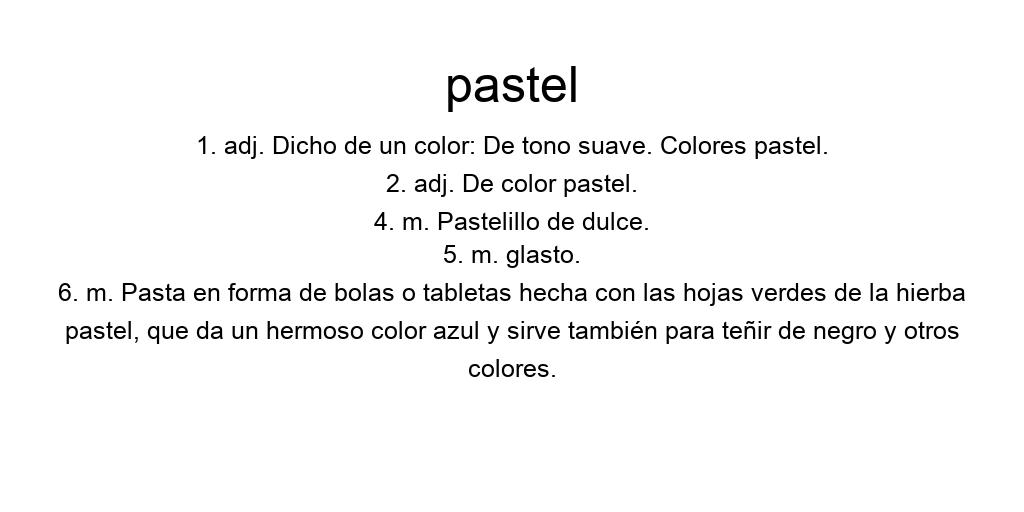 pastel
1. adj. Dicho de un color: De tono suave. Colores pastel.
2. adj. De color pastel.
4. m. Pastelillo de dulce.
5. m. glasto.
6. m. Pasta en forma de bolas o tabletas hecha con las hojas verdes de la hierba
pastel, que da un hermoso color azul y sirve también para teñir de negro y otros
colores.